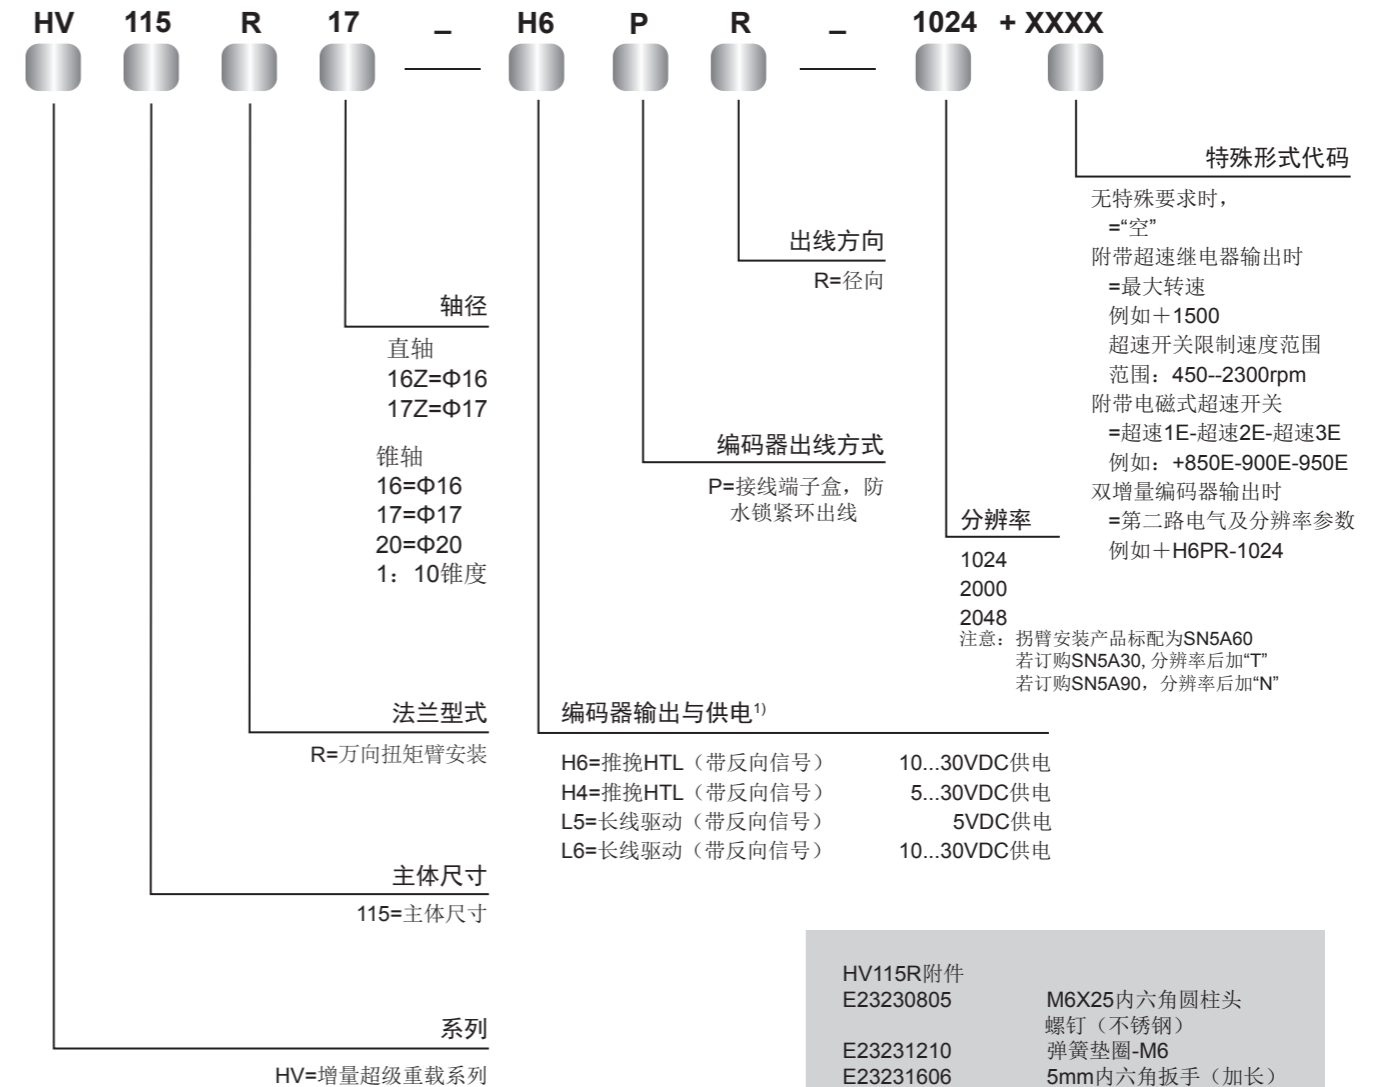 HV 115 R 17 – H6 P R – 1024 + XXXX
特殊形式代码
无特殊要求时，
=“空”
附带超速继电器输出时
=最大转速
例如＋1500
超速开关限制速度范围
范围：450--2300rpm
附带电磁式超速开关
=超速1E-超速2E-超速3E
例如：+850E-900E-950E
双增量编码器输出时
=第二路电气及分辨率参数
例如＋H6PR-1024
出线方向
R=径向
轴径
直轴
16Z=Φ16
17Z=Φ17
锥轴
16=Φ16
17=Φ17
20=Φ20
1：10锥度
编码器出线方式
P=接线端子盒，防
水锁紧环出线
分辨率
1024
2000
2048
注意：拐臂安装产品标配为SN5A60
若订购SN5A30, 分辨率后加“T”
若订购SN5A90，分辨率后加“N”
法兰型式
R=万向扭矩臂安装
编码器输出与供电1)
H6=推挽HTL（带反向信号） 10...30VDC供电
H4=推挽HTL（带反向信号） 5...30VDC供电
L5=长线驱动（带反向信号） 5VDC供电
L6=长线驱动（带反向信号） 10...30VDC供电
主体尺寸
115=主体尺寸
系列
HV=增量超级重载系列
HV115R附件
E23230805 M6X25内六角圆柱头
螺钉（不锈钢）
E23231210 弹簧垫圈-M6
E23231606 5mm内六角扳手（加长）